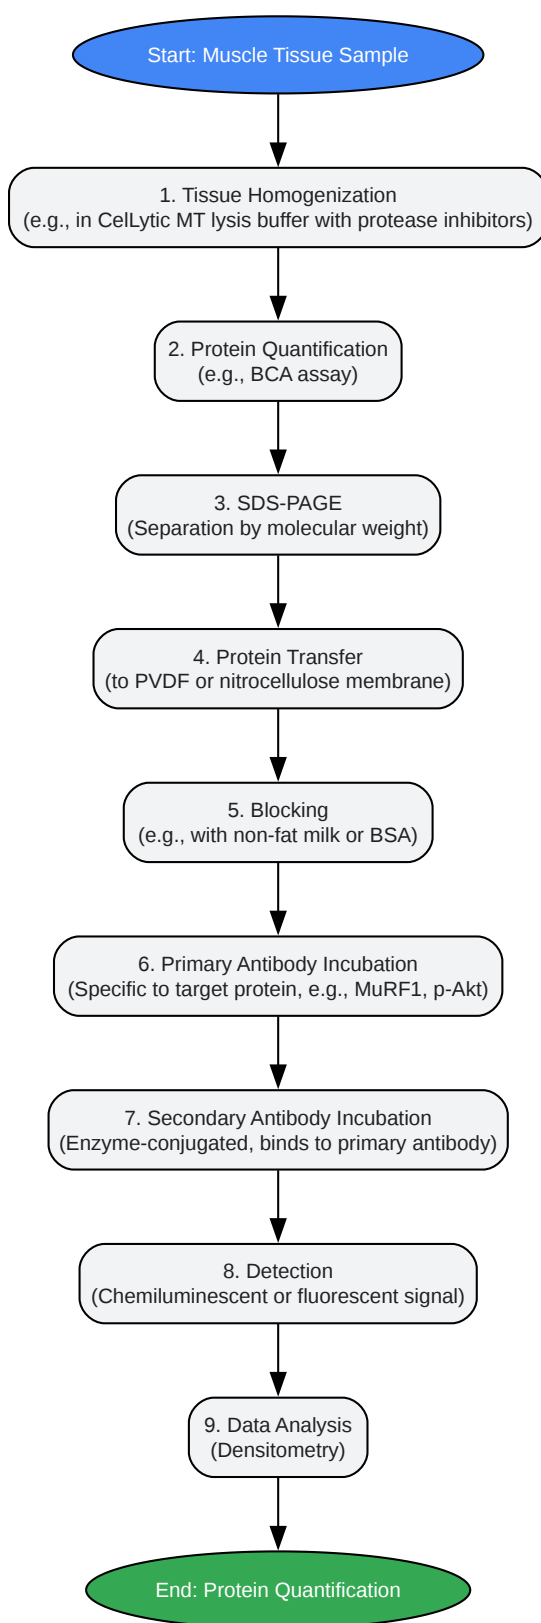 Start: Muscle Tissue Sample
1. Tissue Homogenization
(e.g., in CelLytic MT lysis buffer with protease inhibitors)
2. Protein Quantification
(e.g., BCA assay)
3. SDS-PAGE
(Separation by molecular weight)
4. Protein Transfer
(to PVDF or nitrocellulose membrane)
5. Blocking
(e.g., with non-fat milk or BSA)
6. Primary Antibody Incubation
(Specific to target protein, e.g., MuRF1, p-Akt)
7. Secondary Antibody Incubation
(Enzyme-conjugated, binds to primary antibody)
8. Detection
(Chemiluminescent or fluorescent signal)
9. Data Analysis
(Densitometry)
End: Protein Quantification